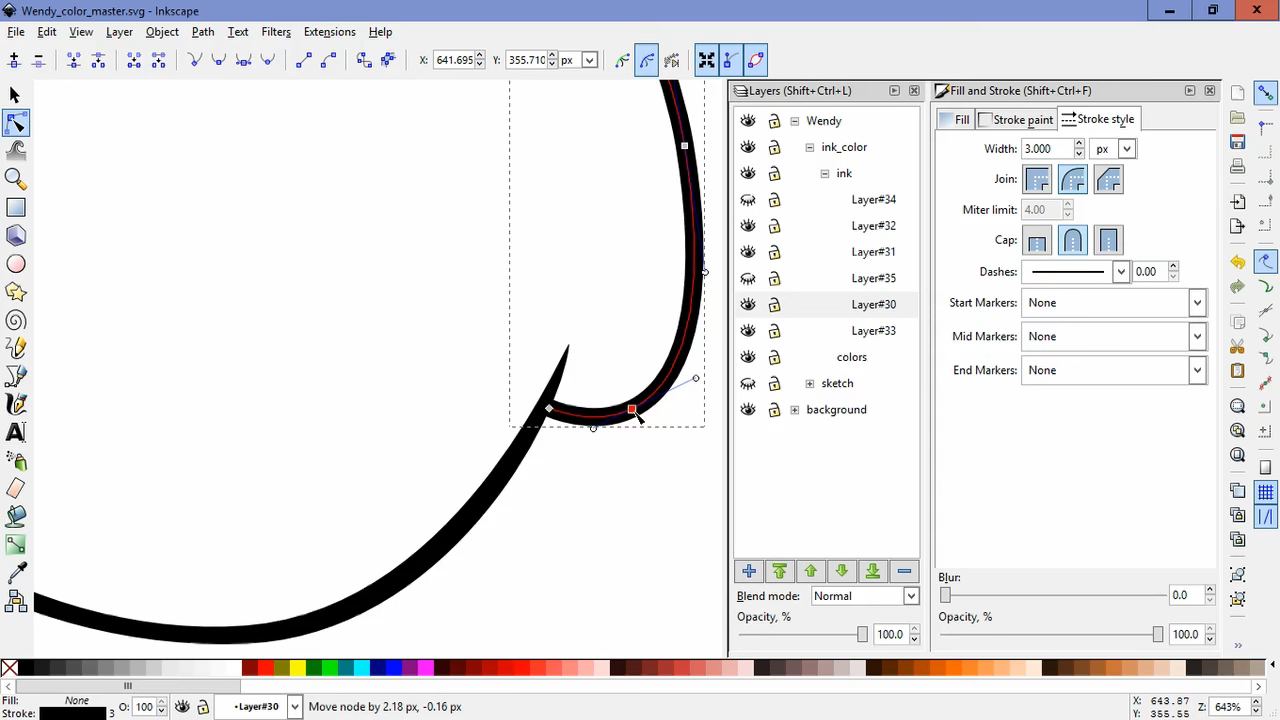 Wendy_color_master.svg - Inkscape
File Edit View Layer Object Path Filters Text Extensions Help
X: 641.695 Y: 355.710 px
Layers (Shift+Ctrl+L)
Wendy
ink_color
ink
Layer#34
Layer#32
Layer#31
Layer#35
Layer#30
Layer#33
colors
sketch
background
Blend mode: Normal
Opacity, %
100.0
Fill and Stroke (Shift+Ctrl+F)
Fill Stroke paint Stroke style
Width: 3.000 px
Join:
Miter limit: 4.00
Cap:
Dashes: 0.00
Start Markers: None
Mid Markers: None
End Markers: None
Blur:
0.0
Opacity, %
100.0
Fill: None
Stroke: 3
O: 100
•Layer#30
Move node by 2.18 px, -0.16 px
X: 643.87
Y: 355.55
Z: 643%